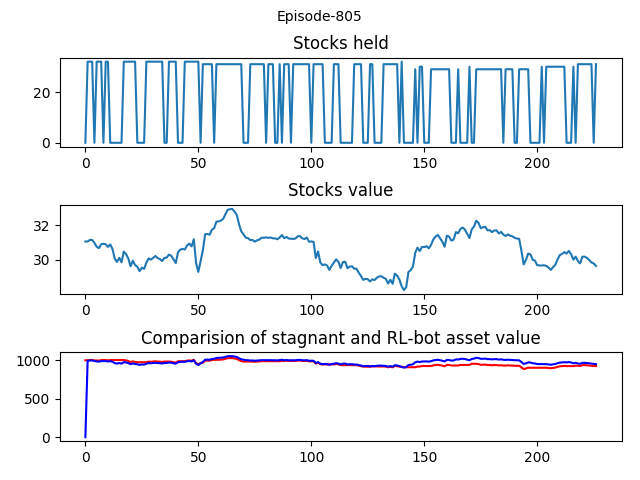 Episode-805
Stocks held
20
0
0 50 100 150 200
Stocks value
32
30
0 50 100 150 200
Comparision of stagnant and RL-bot asset value
1000
500
0
0 50 100 150 200